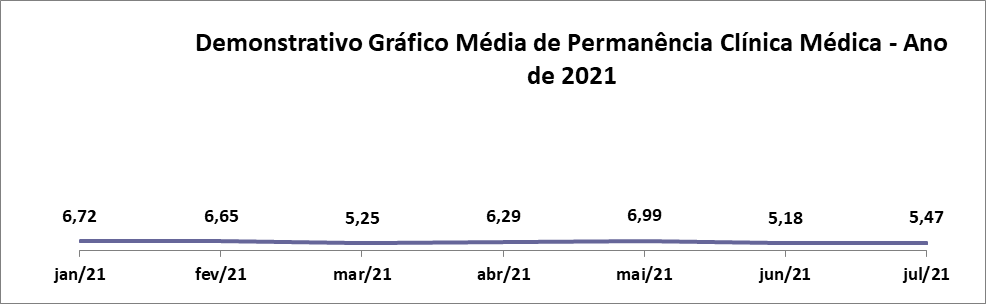 Demonstrativo Gráfico Média de Permanência Clínica Médica - Ano
de 2021
6,72 6,65 5,25 6,29 6,99 5,18 5,47
jan/21 fev/21 mar/21 abr/21 mai/21 jun/21 jul/21